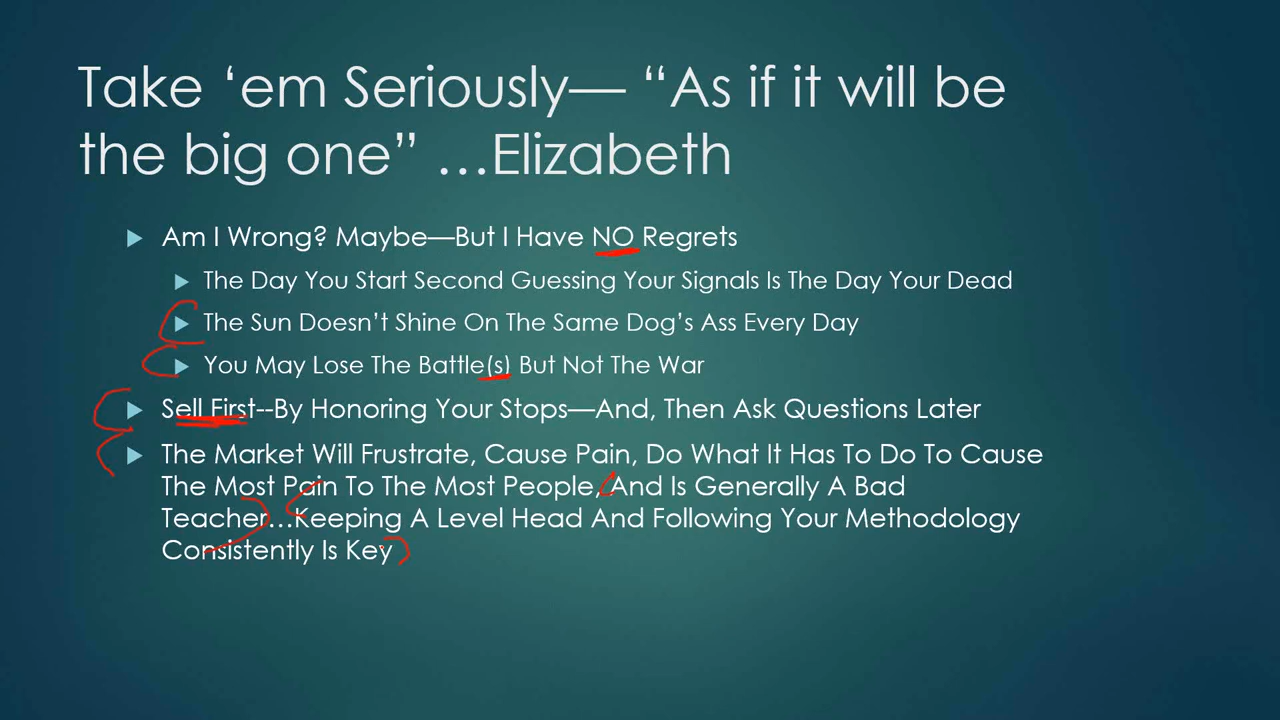 Take ‘em Seriously— “As if it will be
the big one” …Elizabeth
Am I Wrong? Maybe—But I Have NO Regrets
The Day You Start Second Guessing Your Signals Is The Day Your Dead
The Sun Doesn’t Shine On The Same Dog’s Ass Every Day
You May Lose The Battle(s) But Not The War
Sell First--By Honoring Your Stops—And, Then Ask Questions Later
The Market Will Frustrate, Cause Pain, Do What It Has To Do To Cause
The Most Pain To The Most People, And Is Generally A Bad
Teacher…Keeping A Level Head And Following Your Methodology
Consistently Is Key